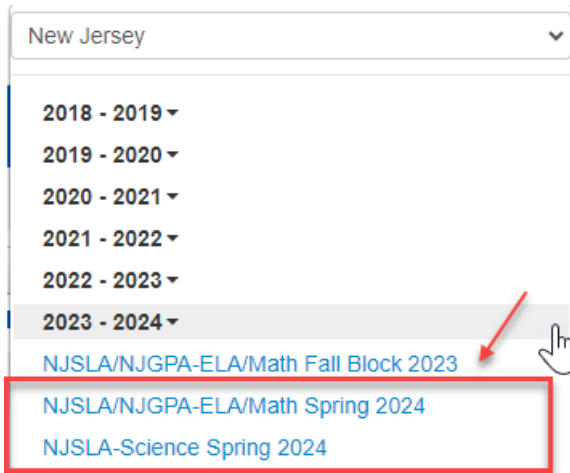 New Jersey
2018 - 2019
2019 - 2020
2020 - 2021
2021 - 2022
2022 - 2023
2023 - 2024
NJSLA/NJGPA-ELA/Math Fall Block 2023
NJSLA/NJGPA-ELA/Math Spring 2024
NJSLA-Science Spring 2024